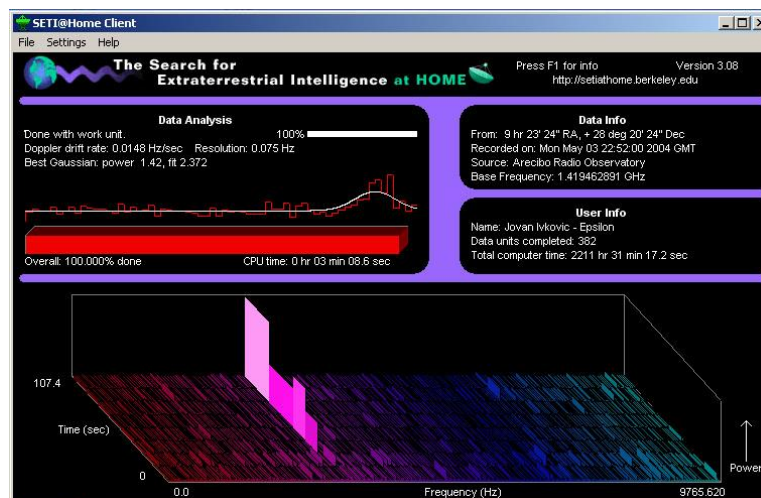 SETI@Home Client
File Settings Help
The Search for
Extraterrestrial Intelligence at HOME
Press F1 for info
Version 3.08
http://setiathome.berkeley.edu
Data Analysis
Done with work unit. 100%
Doppler drift rate: 0.0148 Hz/sec Resolution: 0.075 Hz
Best Gaussian: power 1.42, fit 2.372
Overall: 100.000% done
CPU time: 0 hr 03 min 08.6 sec
Data Info
From: 9 hr 23' 24" RA, + 28 deg 20' 24" Dec
Recorded on: Mon May 03 22:52:00 2004 GMT
Source: Arecibo Radio Observatory
Base Frequency: 1.419462891 GHz
User Info
Name: Jovan Ivkovic - Epsilon
Data units completed: 382
Total computer time: 2211 hr 31 min 17.2 sec
107.4
Time (sec)
0
Power
0.0
Frequency (Hz)
9765.620